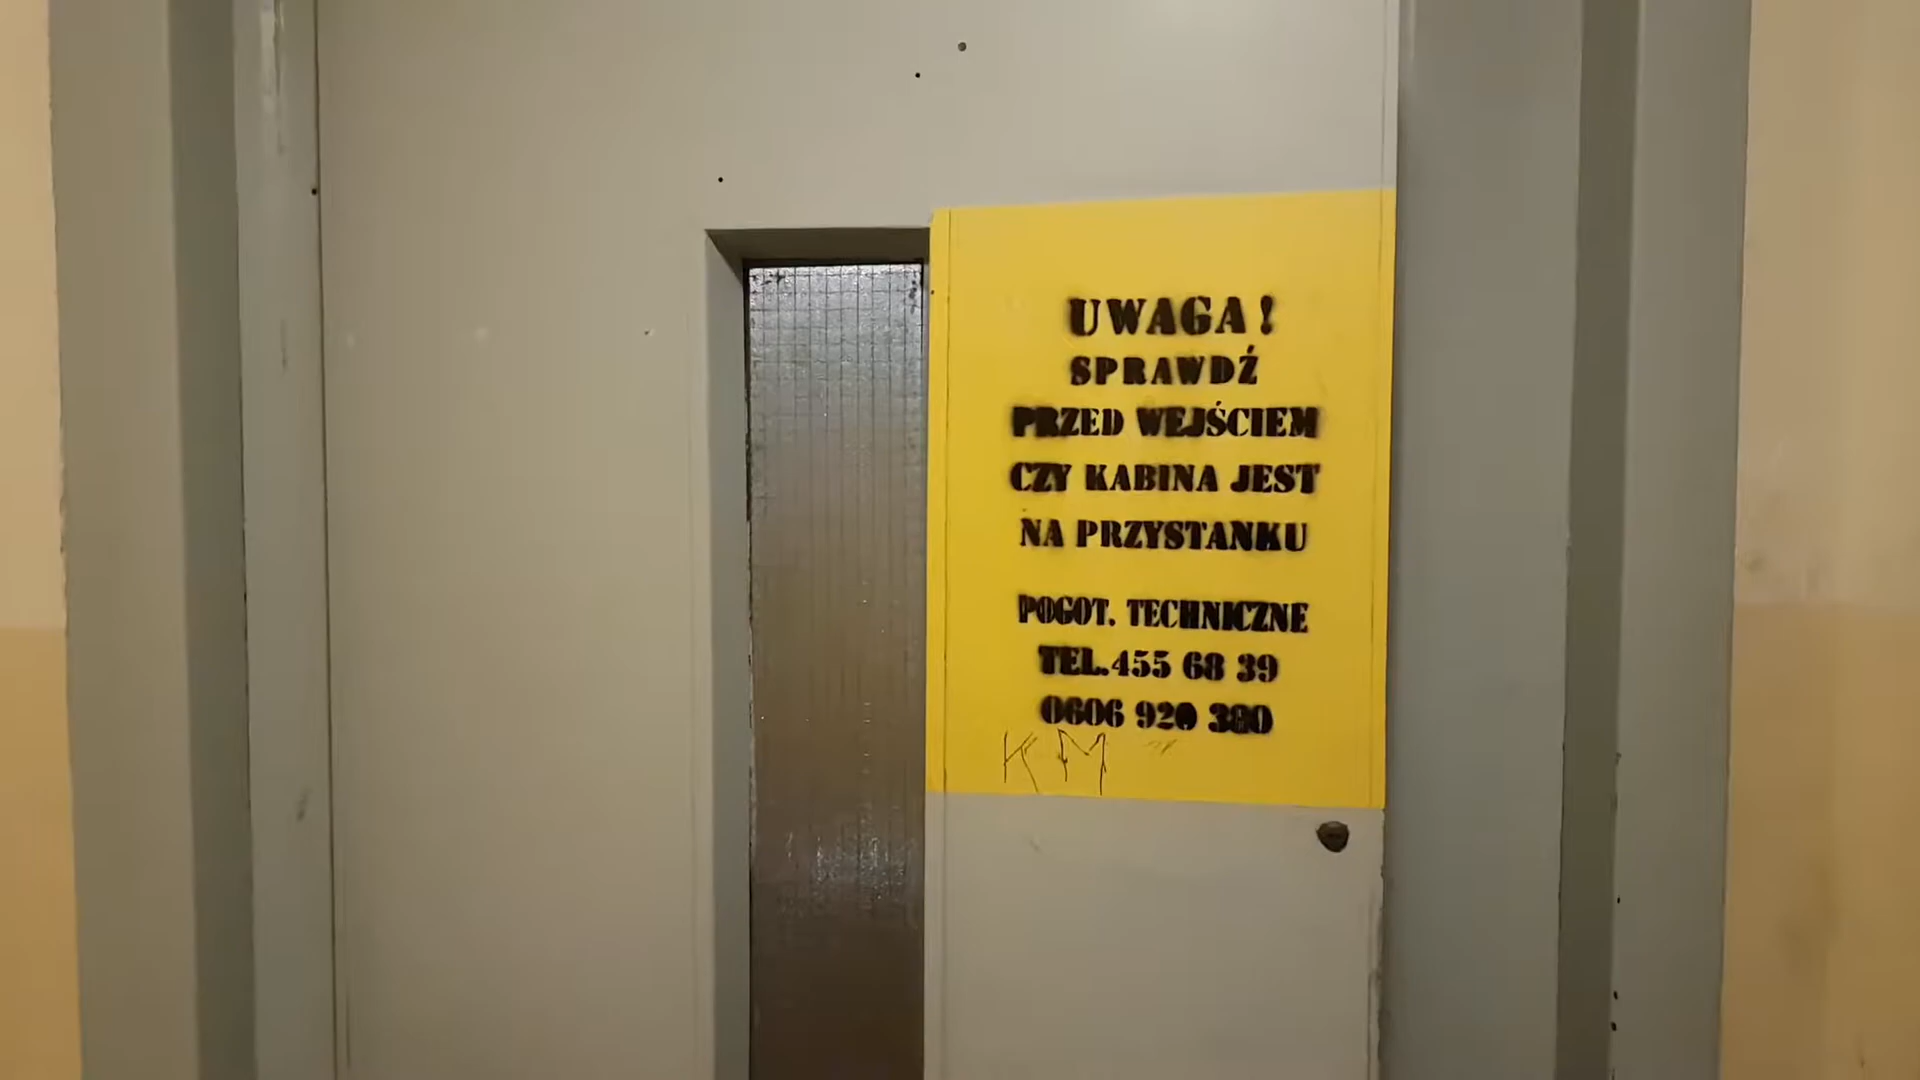 UWAGA!
SPRAWDŹ
PRZED WEJŚCIEM
CZY KABINA JEST
NA PRZYSTANKU
POGOT. TECHNICZNE
TEL.455 68 39
0606 920 380
KM